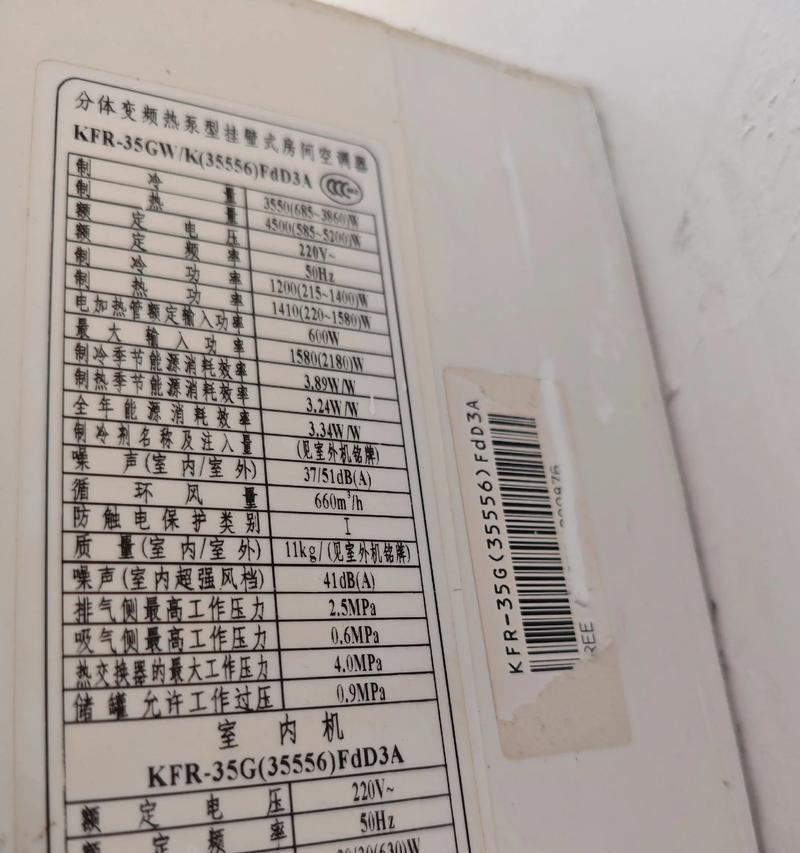 分体变频热泵型挂壁式房间空调器
KFR-35GW/K(35556)FdD3A
制冷量 3550(685~3860)W
制热量 4500(585~5200)W
额定电压 220V~
额定频率 50Hz
制冷功率 1200(215~1400)W
制热功率 1410(220~1580)W
电加热管额定输入功率 600W
最大输入功率 1580(2180)W
制冷季节能源消耗效率 3.89W/W
制热季节能源消耗效率 3.24W/W
全年能源消耗效率 3.34W/W
制冷剂名称及注入量 (见室外机铭牌)
噪声(室内/室外) 37/51dB(A)
循环风量 660m³/h
防触电保护类别 I
质量(室内/室外) 11kg/(见室外机铭牌)
噪声(室内超强风档) 41dB(A)
排气侧最高工作压力 2.5MPa
吸气侧最高工作压力 0.6MPa
热交换器的最大工作压力 4.0MPa
储罐允许工作过压 0.9MPa
室内机
KFR-35G(35556)FdD3A
额定电压 220V~
额定频率 50Hz
KFR-35G(35556)FdD3A
REE /